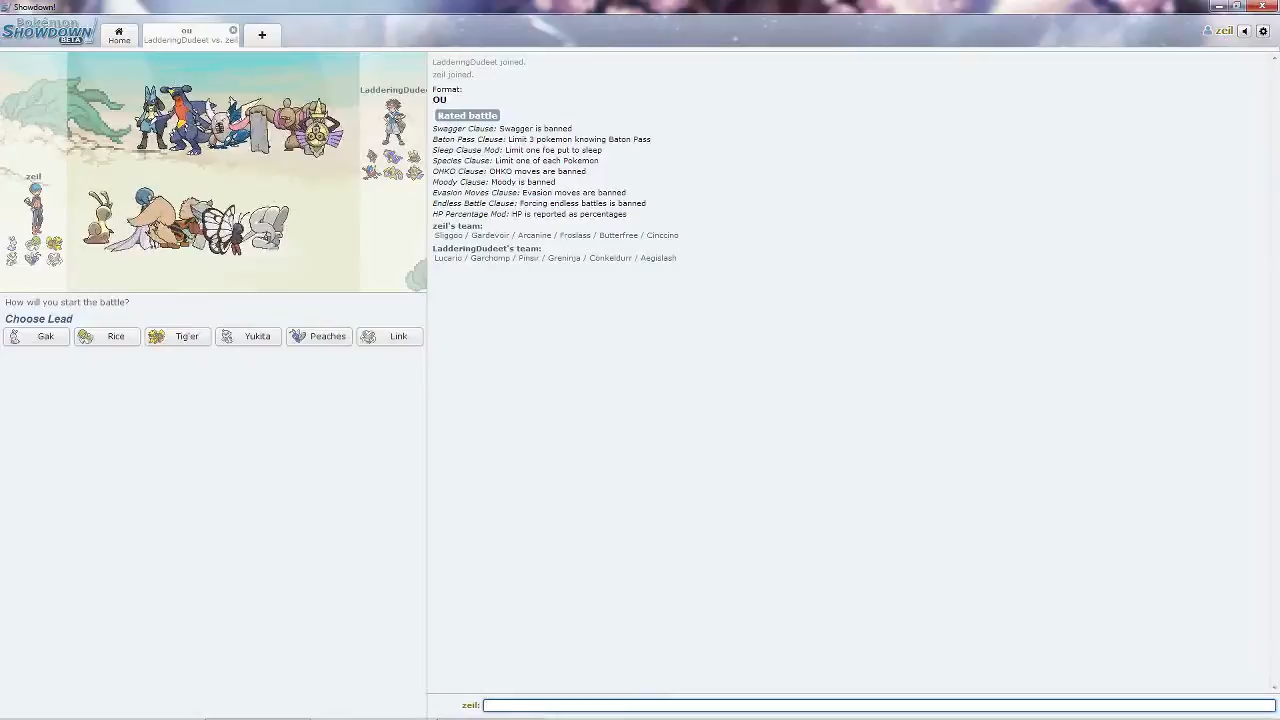 Showdown!
Pokémon
SHOWDOWN
BETA
Home
ou
LadderingDudeet vs. zeil
+
zeil
LadderingDudee
zeil
How will you start the battle?
Choose Lead
Gak
Rice
Tig'er
Yukita
Peaches
Link
LadderingDudeet joined.
zeil joined.
Format:
OU
Rated battle
Swagger Clause: Swagger is banned
Baton Pass Clause: Limit 3 pokemon knowing Baton Pass
Sleep Clause Mod: Limit one foe put to sleep
Species Clause: Limit one of each Pokemon
OHKO Clause: OHKO moves are banned
Moody Clause: Moody is banned
Evasion Moves Clause: Evasion moves are banned
Endless Battle Clause: Forcing endless battles is banned
HP Percentage Mod: HP is reported as percentages
zeil's team:
Sliggoo / Gardevoir / Arcanine / Froslass / Butterfree / Cinccino
LadderingDudeet's team:
Lucario / Garchomp / Pinsir / Greninja / Conkeldurr / Aegislash
zeil: